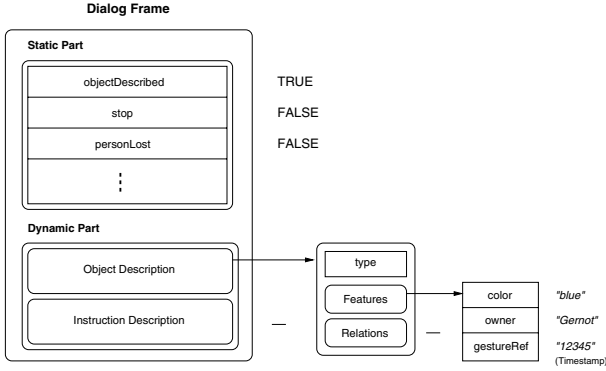 Dialog Frame
Static Part
objectDescribed TRUE
stop FALSE
personLost FALSE
Dynamic Part
Object Description
type
Features
color "blue"
Instruction Description
—
owner "Gernot"
Relations
—
gestureRef "12345"
(Timestamp)